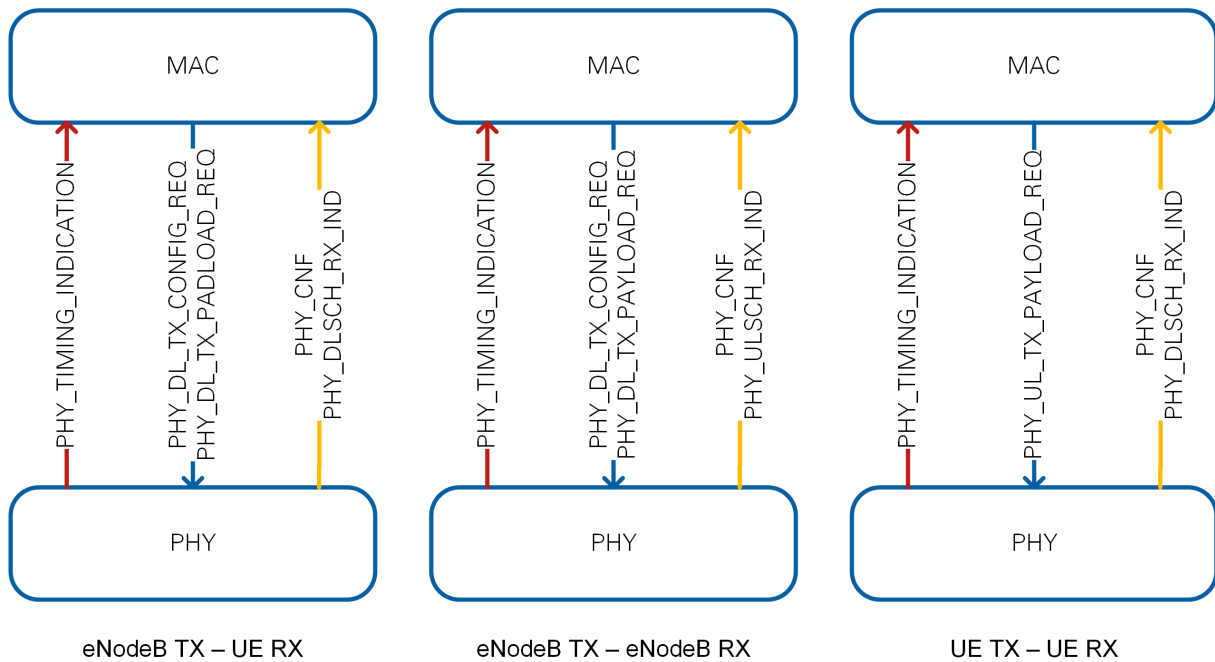 MAC
PHY_TIMING_INDICATION
PHY_DL_TX_CONFIG_REQ
PHY_DL_TX_PADLOAD_REQ
PHY_CNF
PHY_DLSCH_RX_IND
PHY
eNodeB TX – UE RX
MAC
PHY_TIMING_INDICATION
PHY_DL_TX_CONFIG_REQ
PHY_DL_TX_PAYLOAD_REQ
PHY_CNF
PHY_ULSCH_RX_IND
PHY
eNodeB TX – eNodeB RX
MAC
PHY_TIMING_INDICATION
PHY_UL_TX_PAYLOAD_REQ
PHY_CNF
PHY_DLSCH_RX_IND
PHY
UE TX – UE RX